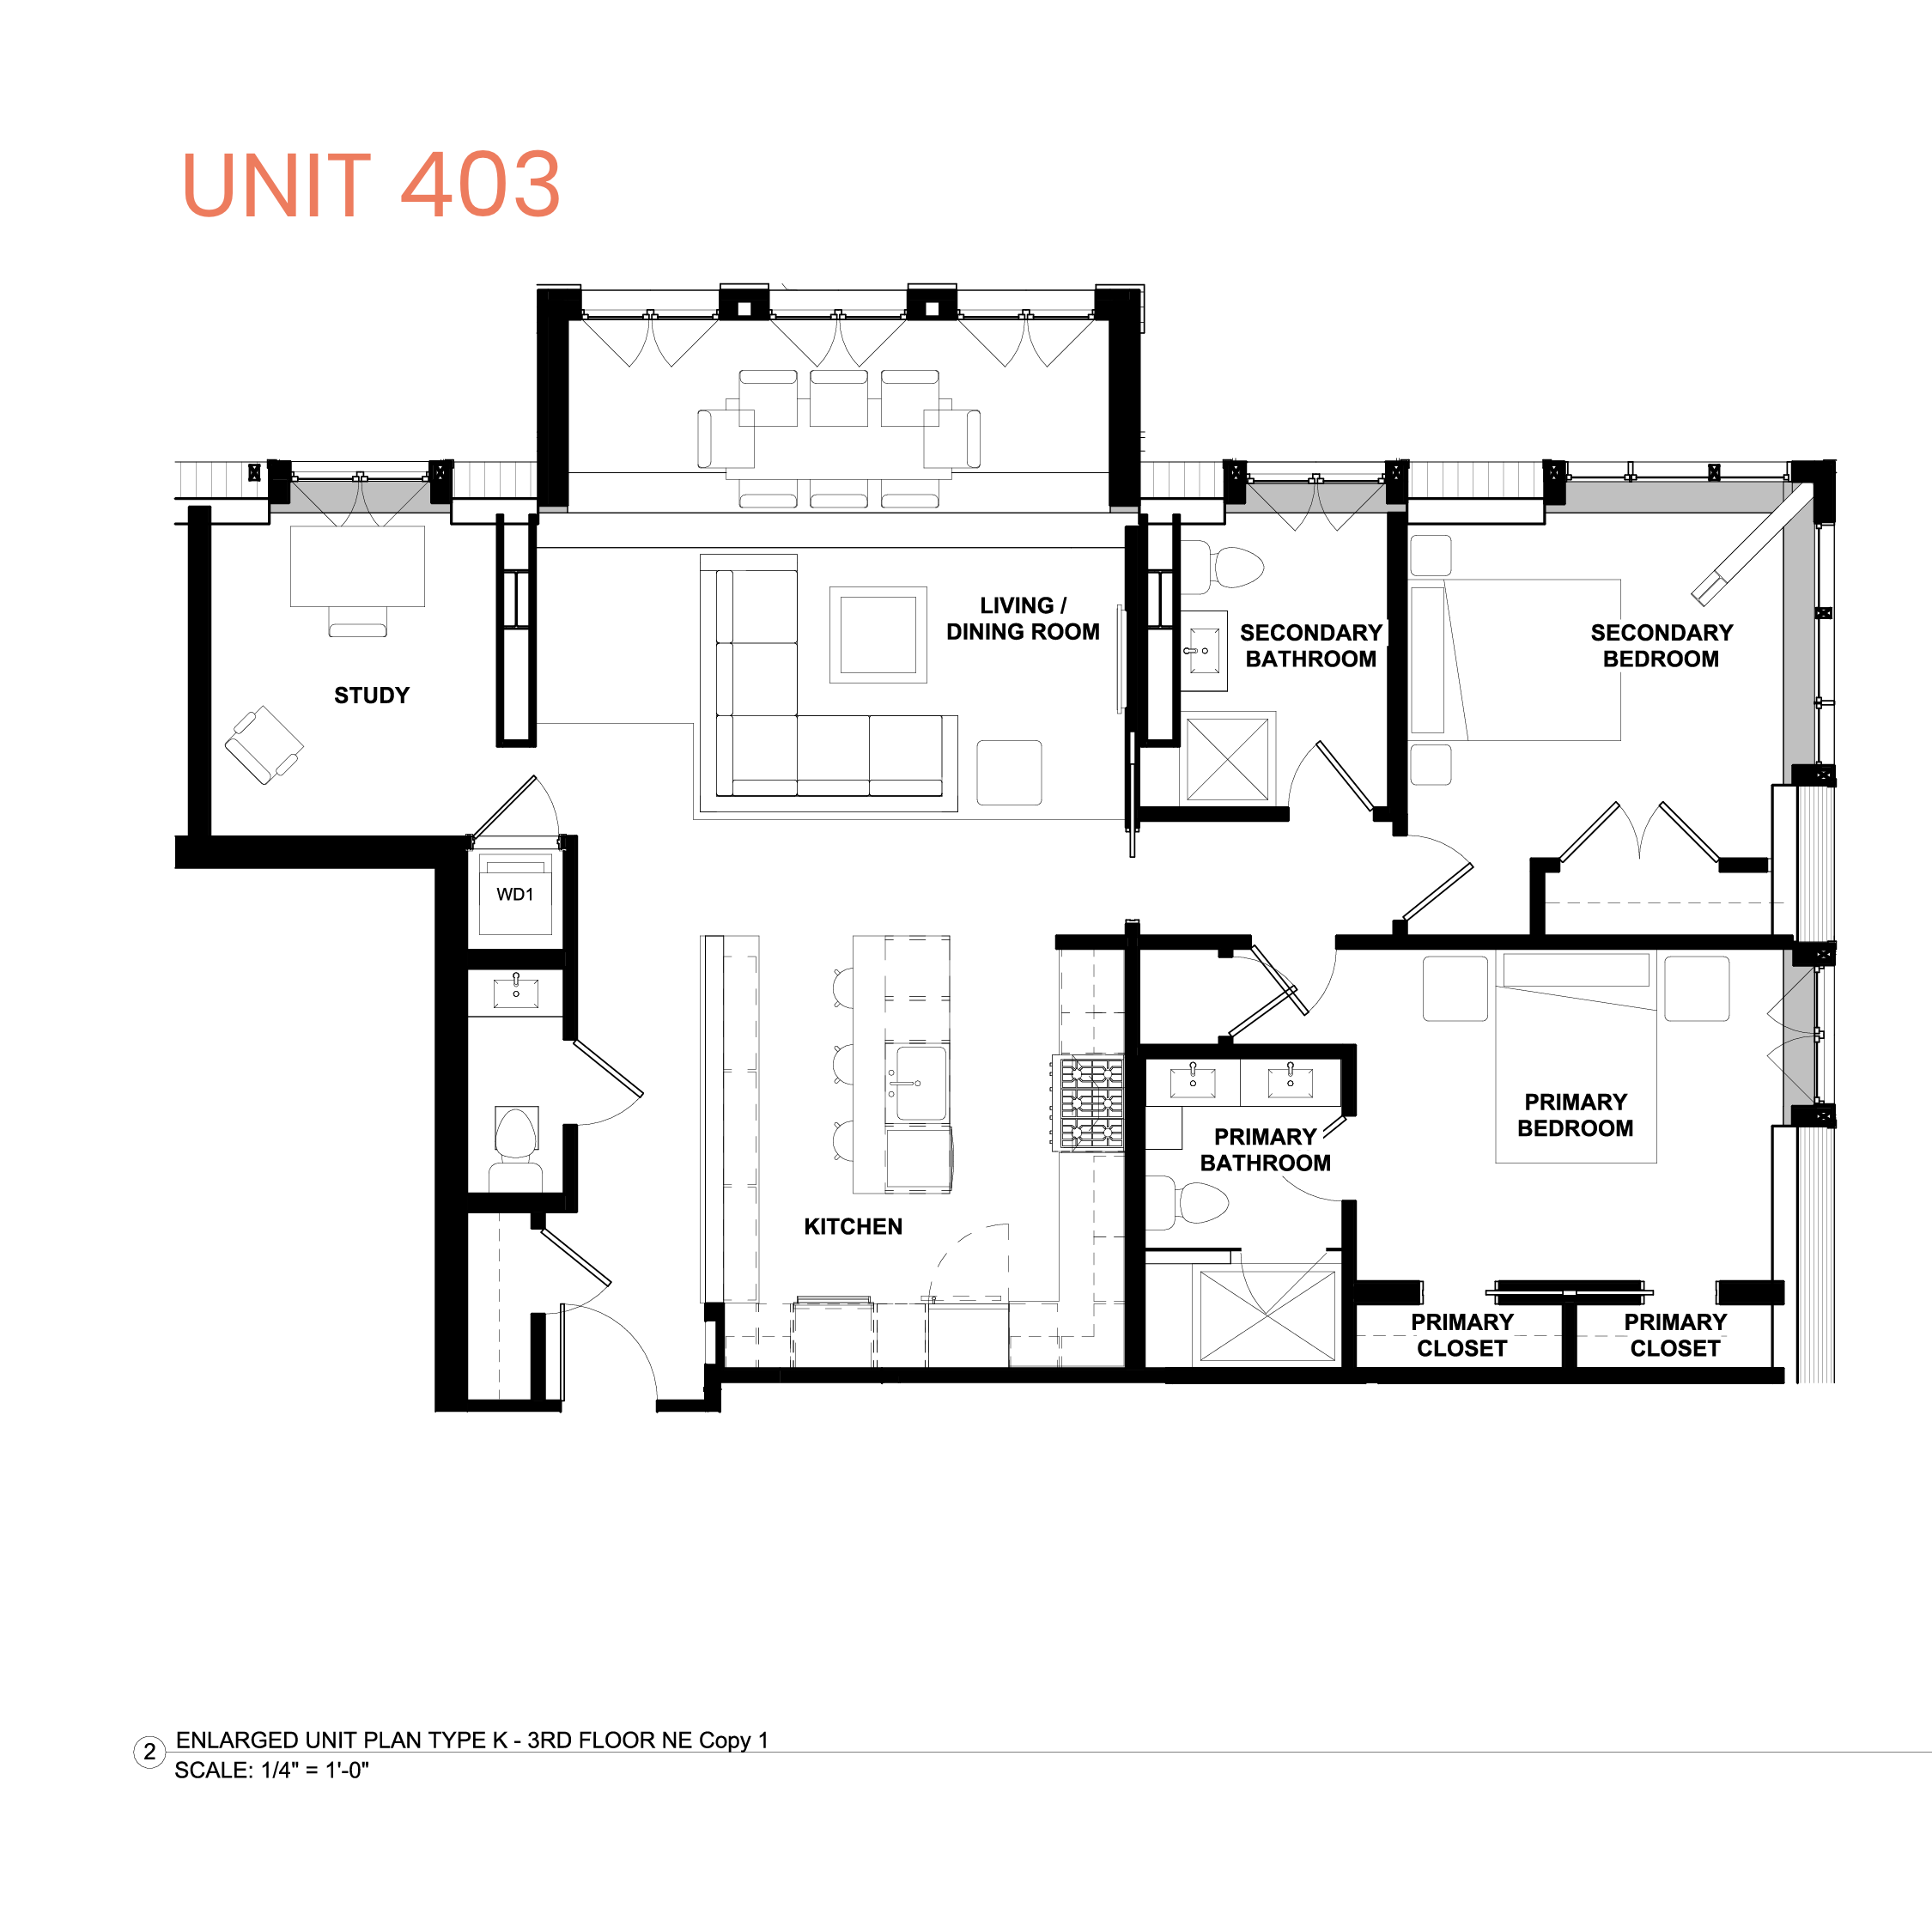 UNIT 403
LIVING /
DINING ROOM
SECONDARY
BATHROOM
SECONDARY
BEDROOM
STUDY
WD1
PRIMARY
BEDROOM
PRIMARY
BATHROOM
KITCHEN
PRIMARY
CLOSET
PRIMARY
CLOSET
2
ENLARGED UNIT PLAN TYPE K - 3RD FLOOR NE Copy 1
SCALE: 1/4" = 1'-0"